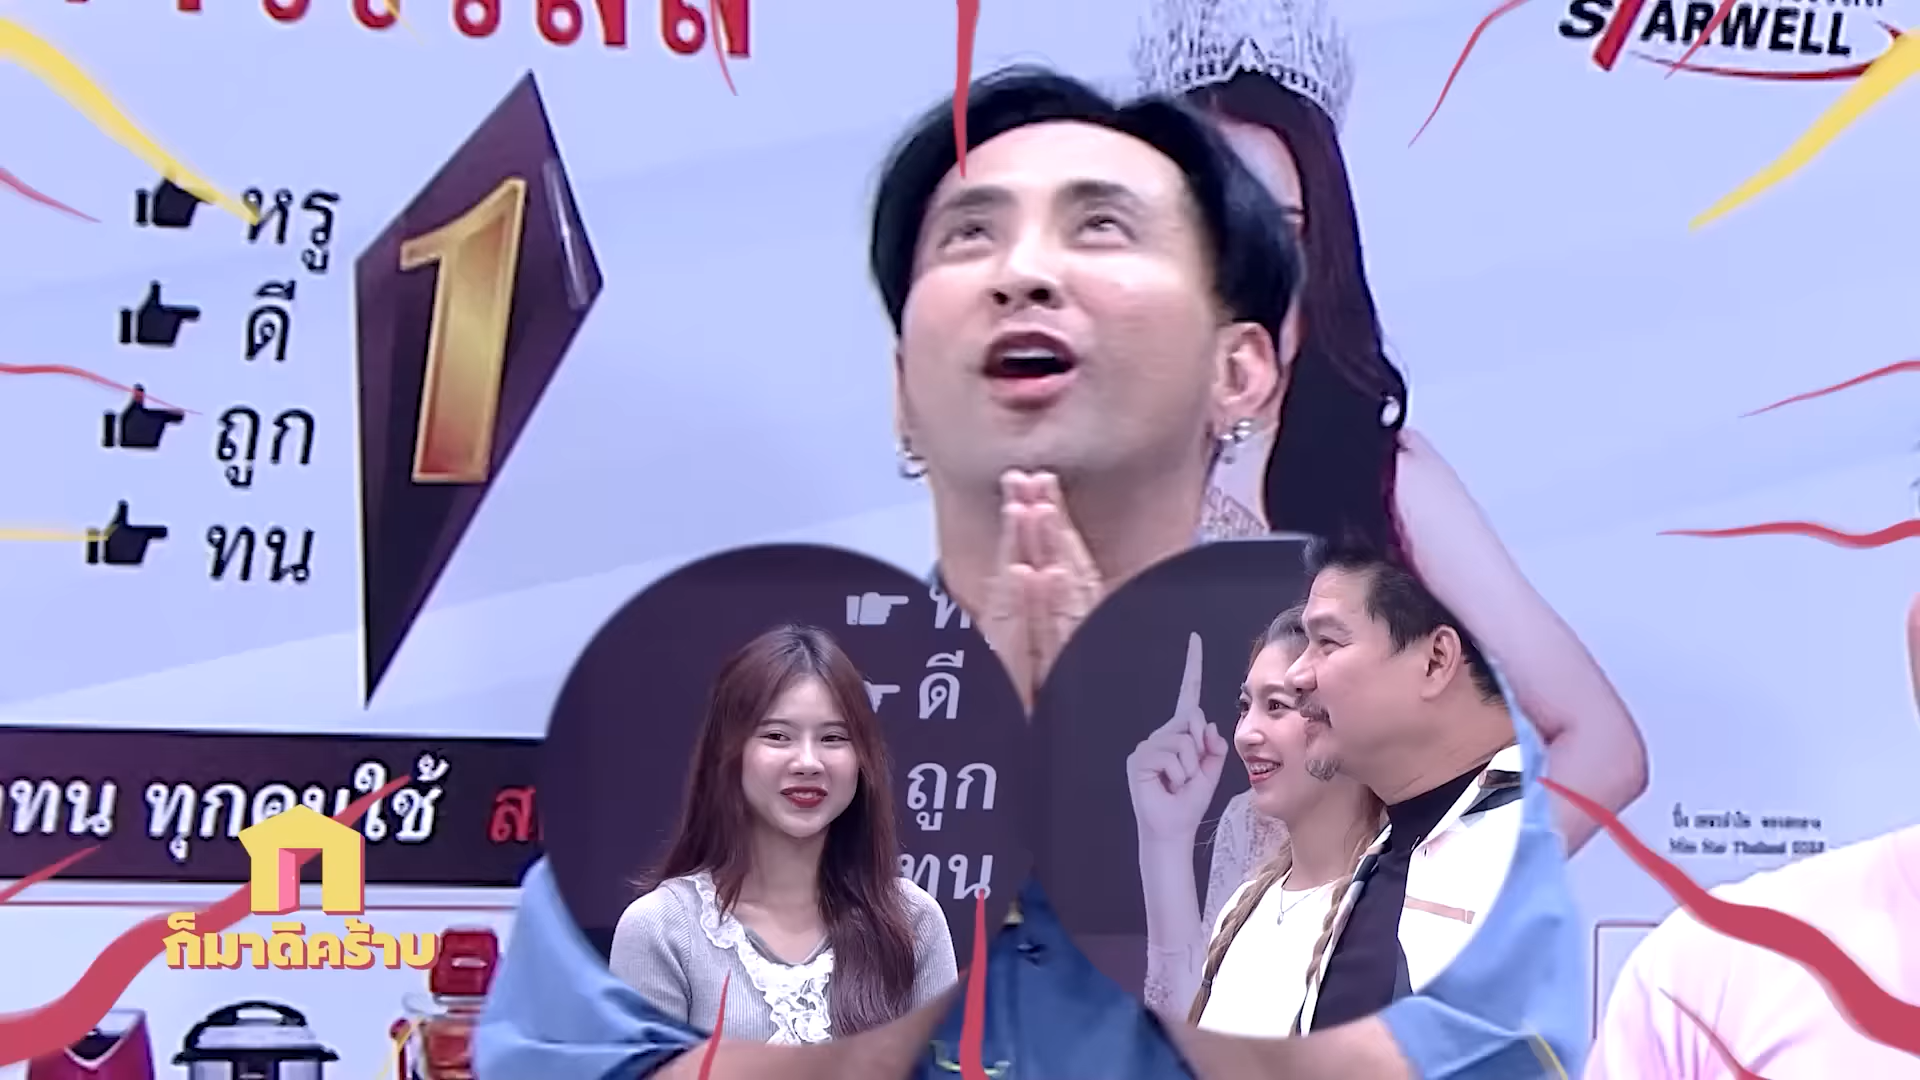 STARWELL
หรู
ดี
ถูก
ทน
1
ดี
ถูก
ทน
ทน ทุกคนใช้
ก็มาดิคร้าบ
Miss Star Thailand